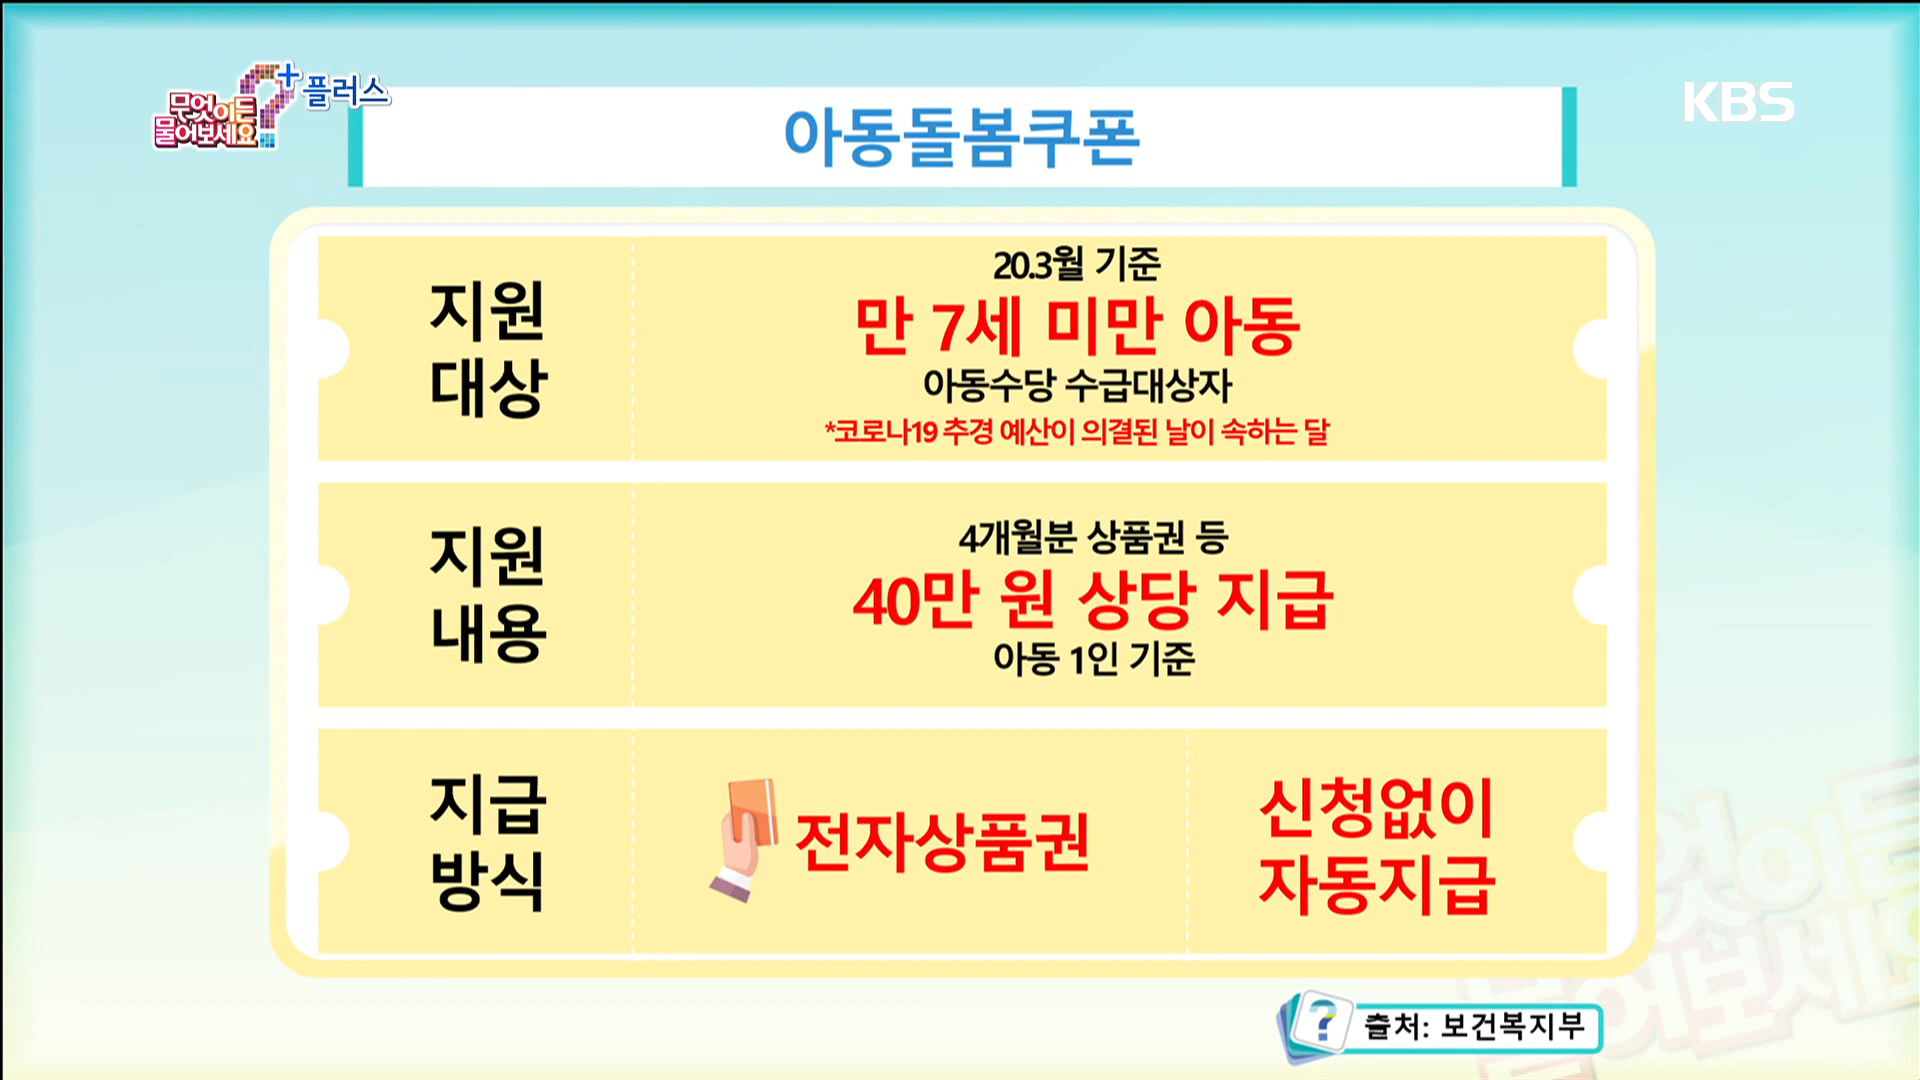 무엇이든
물어보세요
+플러스
KBS
아동돌봄쿠폰
지원
대상
20.3월 기준
만 7세 미만 아동
아동수당 수급대상자
*코로나19 추경 예산이 의결된 날이 속하는 달
지원
내용
4개월분 상품권 등
40만 원 상당 지급
아동 1인 기준
지급
방식
전자상품권
신청없이
자동지급
? 출처: 보건복지부